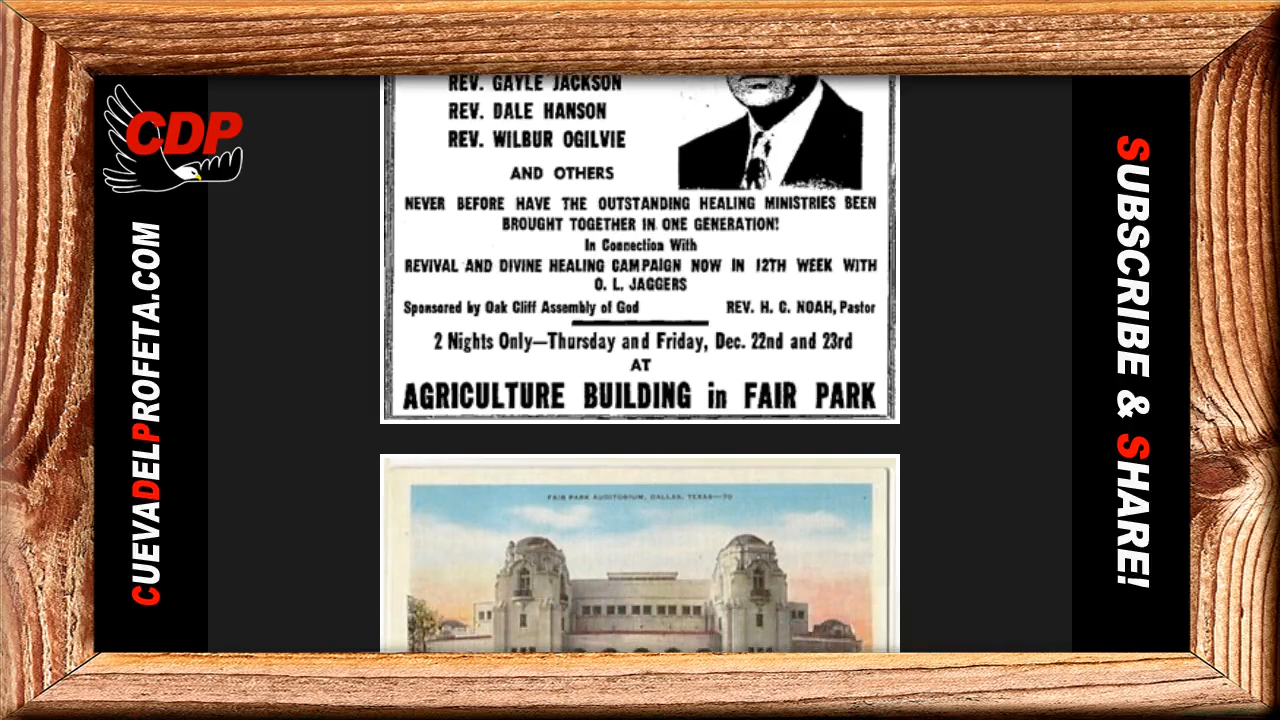 CDP
CUEVADELPROFETA.COM
REV. GAYLE JACKSON
REV. DALE HANSON
REV. WILBUR OGILVIE
AND OTHERS
NEVER BEFORE HAVE THE OUTSTANDING HEALING MINISTRIES BEEN
BROUGHT TOGETHER IN ONE GENERATION!
In Connection With
REVIVAL AND DIVINE HEALING CAMPAIGN NOW IN 12TH WEEK WITH
O. L. JAGGERS
Sponsored by Oak Cliff Assembly of God REV. H. C. NOAH, Pastor
2 Nights Only—Thursday and Friday, Dec. 22nd and 23rd
AT
AGRICULTURE BUILDING in FAIR PARK
FAIR PARK AUDITORIUM, DALLAS, TEXAS—70
SUBSCRIBE & SHARE!